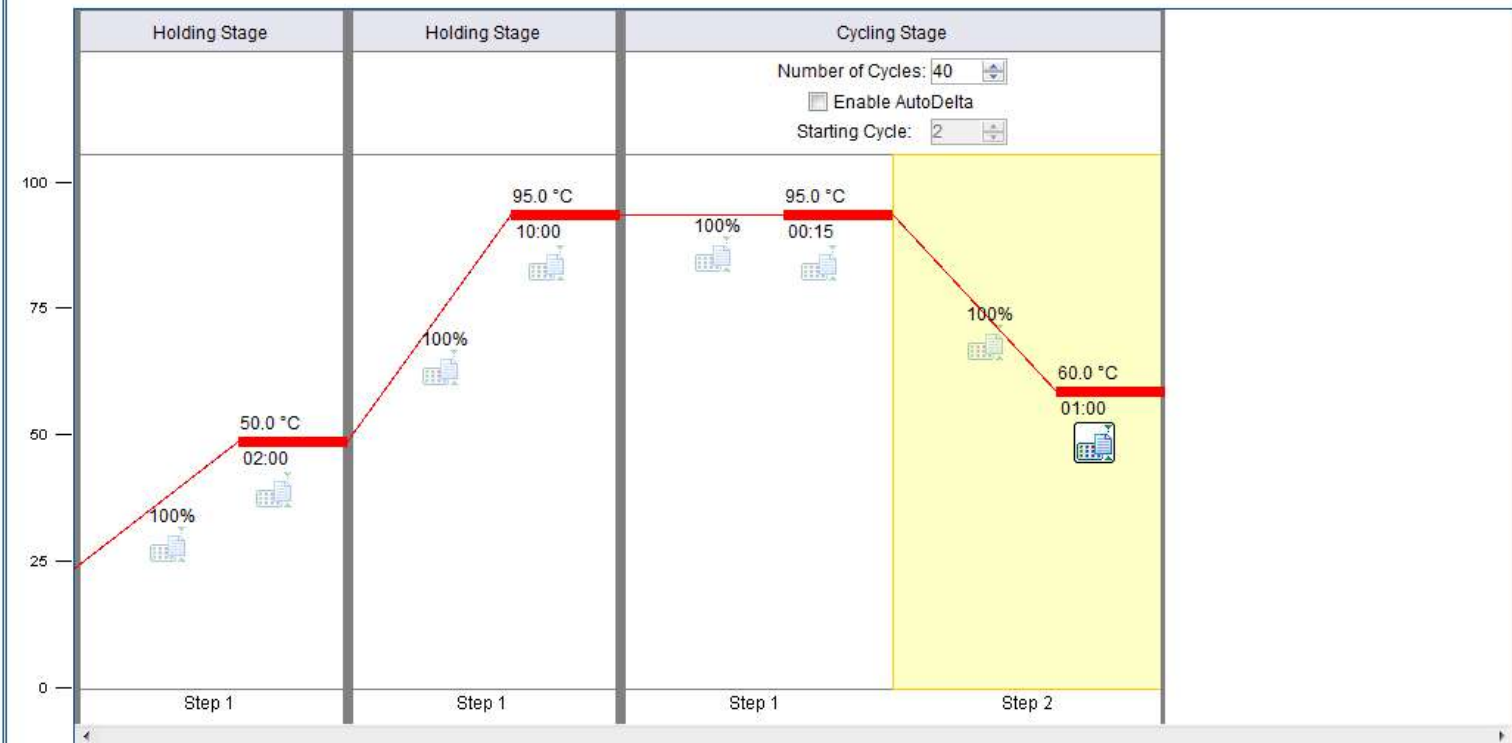 Holding Stage
Holding Stage
Cycling Stage
Number of Cycles: 40
Enable AutoDelta
Starting Cycle: 2
100
75
50
25
0
100%
50.0 °C
02:00
100%
95.0 °C
10:00
100%
95.0 °C
00:15
100%
60.0 °C
01:00
Step 1
Step 1
Step 1
Step 2